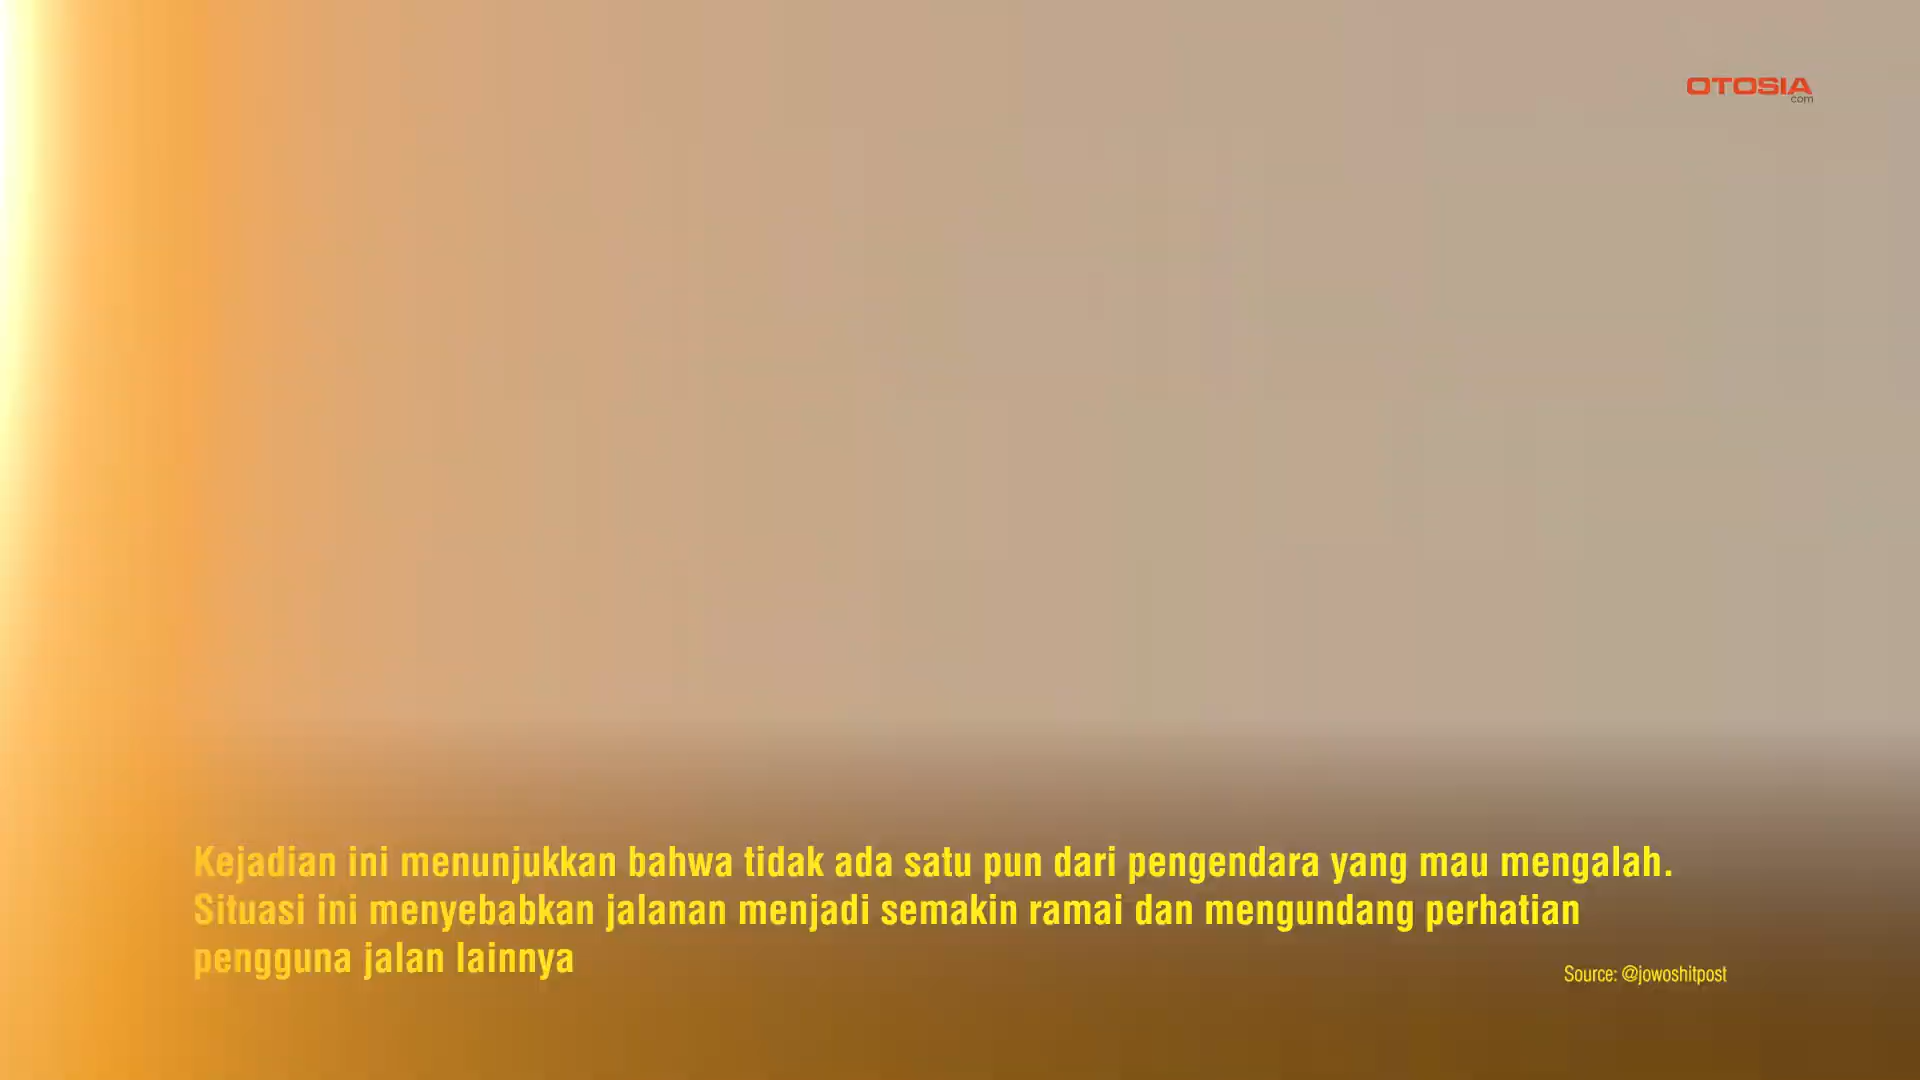 OTOSIA
com
Kejadian ini menunjukkan bahwa tidak ada satu pun dari pengendara yang mau mengalah.
Situasi ini menyebabkan jalanan menjadi semakin ramai dan mengundang perhatian
pengguna jalan lainnya
Source: @jowoshitpost